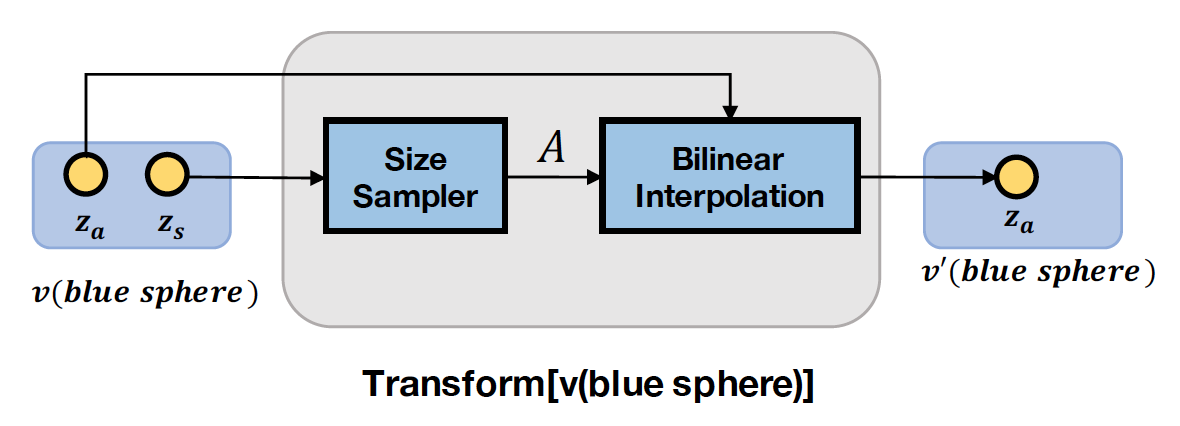 Size
Sampler
A
Bilinear
Interpolation
z_a
z_s
z_a
v(blue sphere)
v′(blue sphere)
Transform[v(blue sphere)]